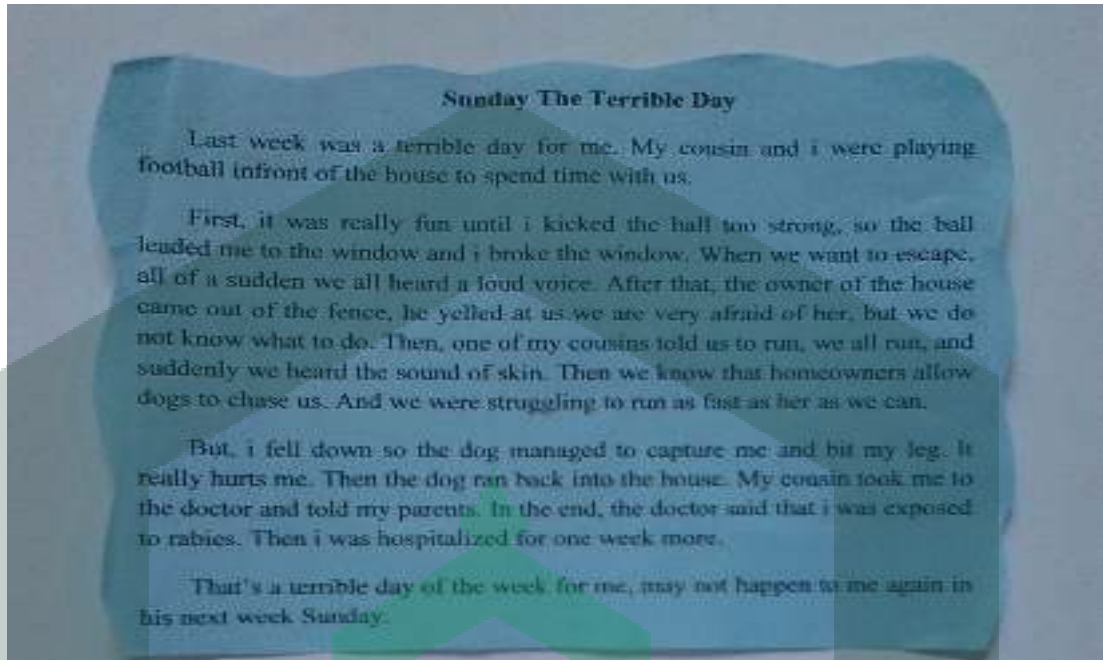 Sunday The Terrible Day
Last week was a terrible day for me. My cousin and i were playing
football infront of the house to spend time with us.
First, it was really fun until i kicked the ball too strong, so the ball
leaded me to the window and i broke the window. When we want to escape,
all of a sudden we all heard a loud voice. After that, the owner of the house
came out of the fence, he yelled at us.we are very afraid of her, but we do
not know what to do. Then, one of my cousins told us to run, we all run, and
suddenly we heard the sound of skin. Then we know that homeowners allow
dogs to chase us. And we were struggling to run as fast as her as we can.
But, i fell down so the dog managed to capture me and bit my leg. It
really hurts me. Then the dog ran back into the house. My cousin took me to
the doctor and told my parents. In the end, the doctor said that i was exposed
to rabies. Then i was hospitalized for one week more.
That's a terrible day of the week for me, may not happen to me again in
his next week Sunday.